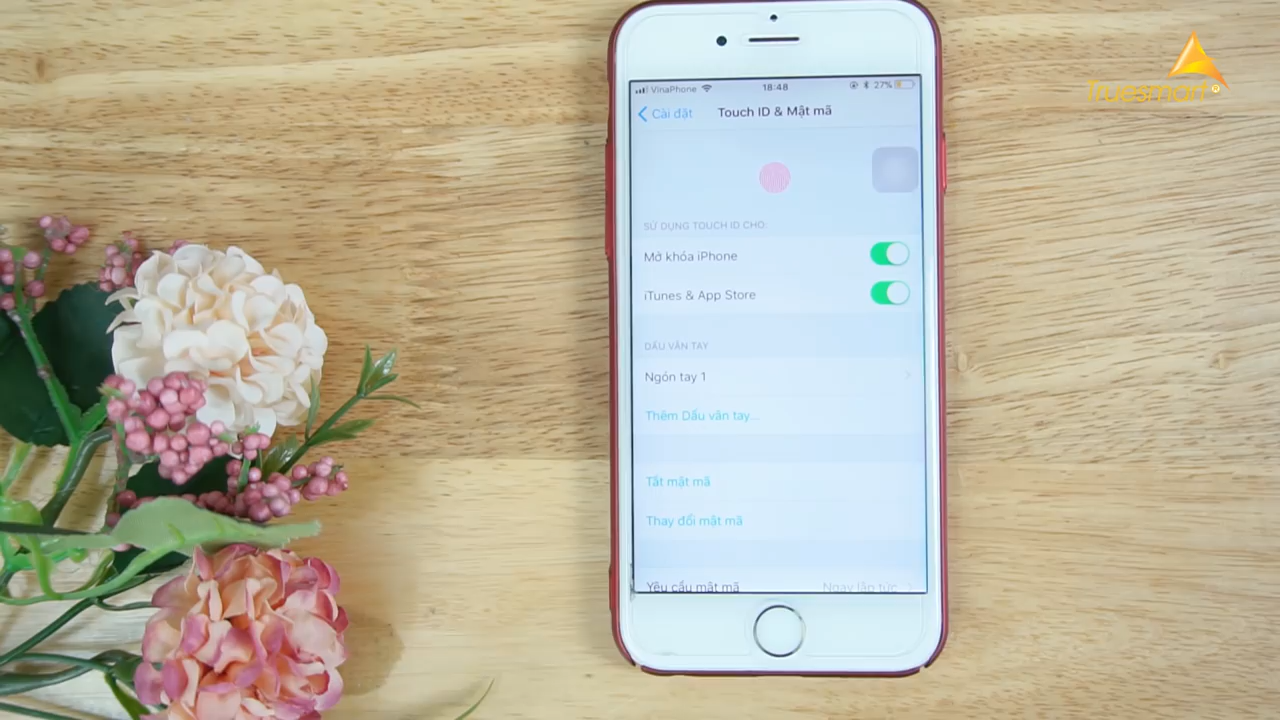 Truesmart
VinaPhone 18:48 27%
Cài đặt Touch ID & Mật mã
SỬ DỤNG TOUCH ID CHO:
Mở khóa iPhone
iTunes & App Store
DẤU VÂN TAY
Ngón tay 1
Thêm Dấu vân tay...
Tắt mật mã
Thay đổi mật mã
Yêu cầu mật mã Ngay lập tức